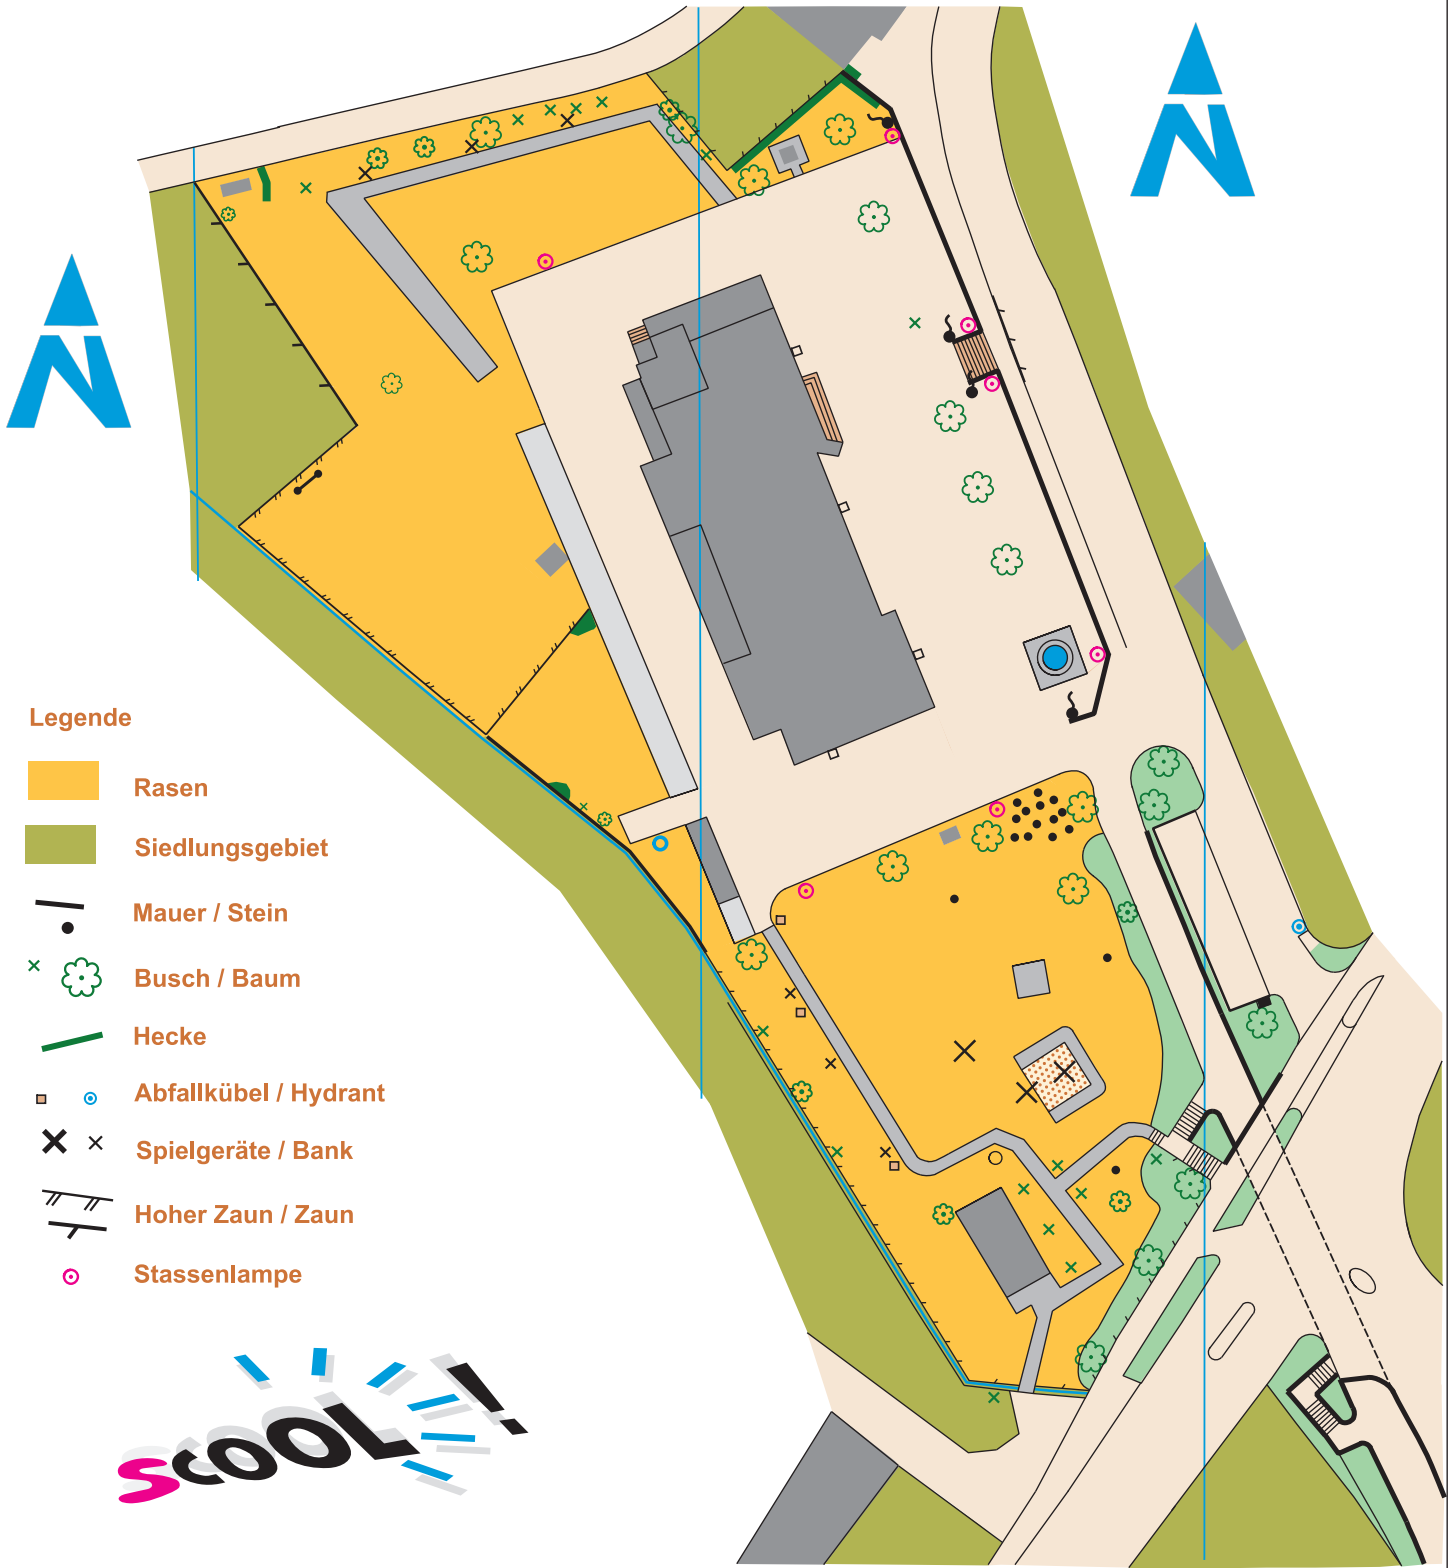 Legende
Rasen
Siedlungsgebiet
Mauer / Stein
Busch / Baum
Hecke
Abfallkübel / Hydrant
Spielgeräte / Bank
Hoher Zaun / Zaun
Stassenlampe
sCOOL!